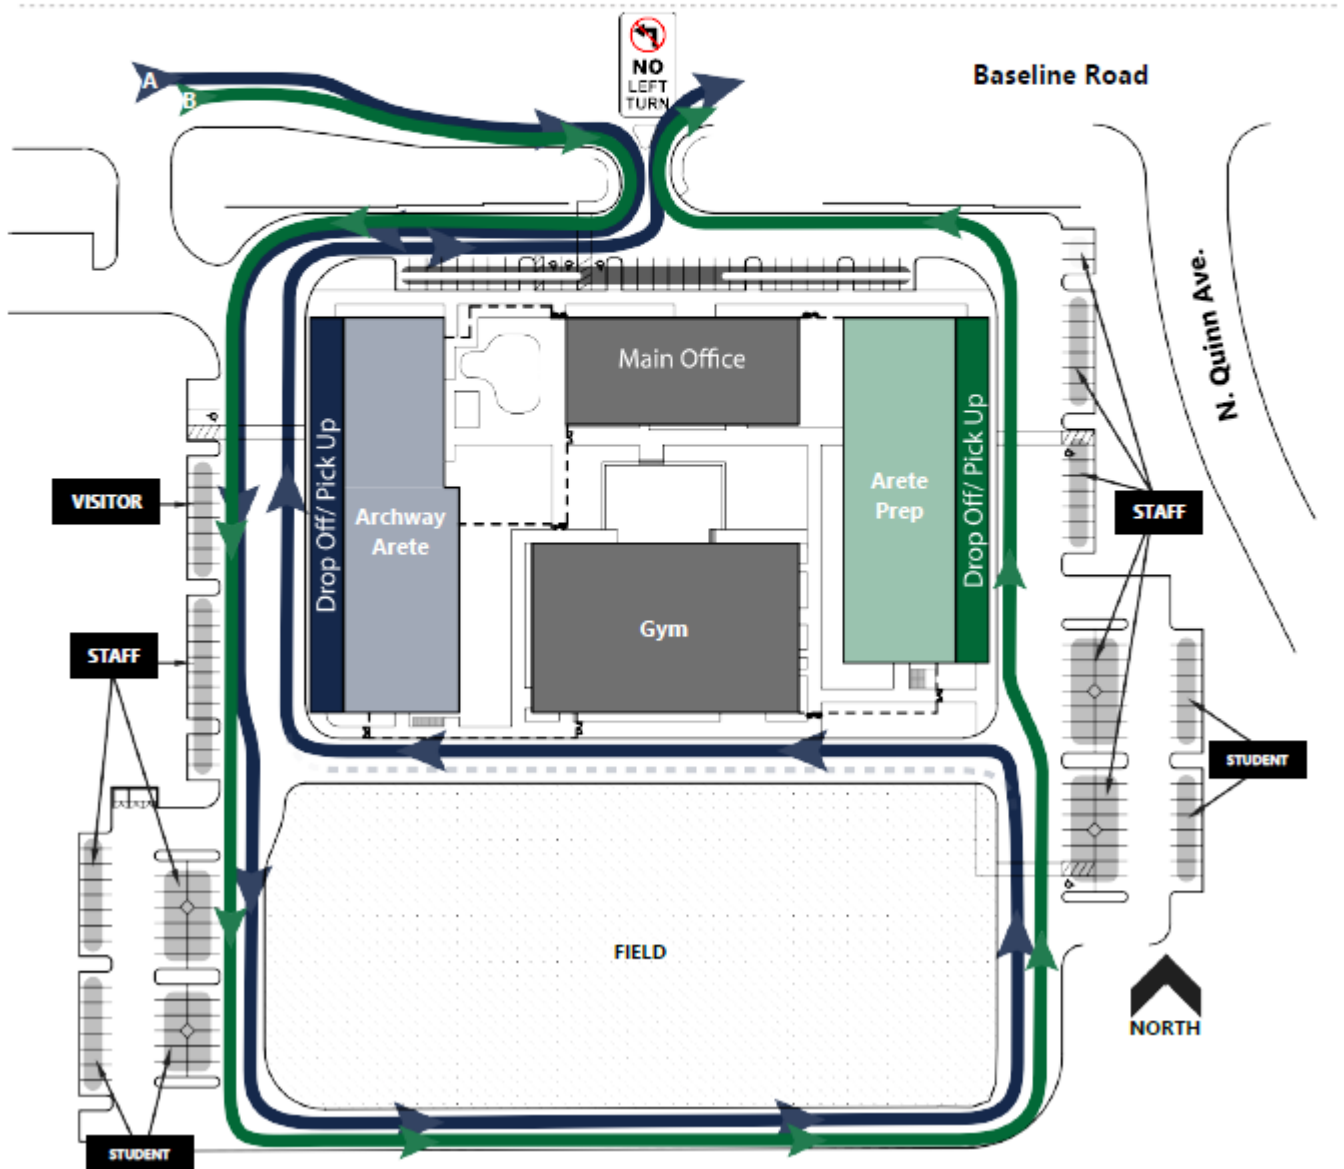 NO
LEFT
TURN
Baseline Road
A
B
N. Quinn Ave.
Main Office
Drop Off/ Pick Up
Archway
Arete
Arete
Prep
Drop Off/ Pick Up
VISITOR
STAFF
Gym
STAFF
STUDENT
FIELD
NORTH
STUDENT